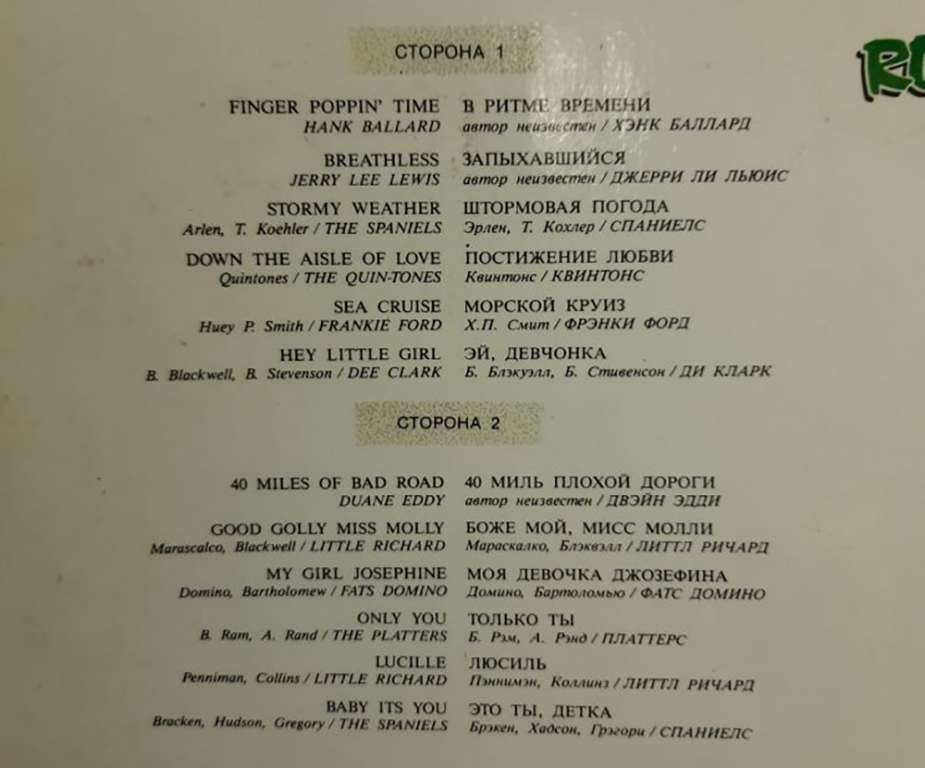 СТОРОНА 1
FINGER POPPIN' TIME В РИТМЕ ВРЕМЕНИ
HANK BALLARD автор неизвестен / ХЭНК БАЛЛАРД
BREATHLESS ЗАПЫХАВШИЙСЯ
JERRY LEE LEWIS автор неизвестен / ДЖЕРРИ ЛИ ЛЬЮИС
STORMY WEATHER ШТОРМОВАЯ ПОГОДА
Arlen, T. Koehler / THE SPANIELS Эрлен, Т. Кохлер / СПАНИЕЛС
DOWN THE AISLE OF LOVE ПОСТИЖЕНИЕ ЛЮБВИ
Quintones / THE QUIN-TONES Квинтонс / КВИНТОНС
SEA CRUISE МОРСКОЙ КРУИЗ
Huey P. Smith / FRANKIE FORD Х.П. Смит / ФРЭНКИ ФОРД
HEY LITTLE GIRL ЭЙ, ДЕВЧОНКА
B. Blackwell, B. Stevenson / DEE CLARK Б. Блэкуэлл, Б. Стивенсон / ДИ КЛАРК
СТОРОНА 2
40 MILES OF BAD ROAD 40 МИЛЬ ПЛОХОЙ ДОРОГИ
DUANE EDDY автор неизвестен / ДВЭЙН ЭДДИ
GOOD GOLLY MISS MOLLY БОЖЕ МОЙ, МИСС МОЛЛИ
Marascalco, Blackwell / LITTLE RICHARD Мараскалко, Блэквэлл / ЛИТТЛ РИЧАРД
MY GIRL JOSEPHINE МОЯ ДЕВОЧКА ДЖОЗЕФИНА
Domino, Bartholomew / FATS DOMINO Домино, Бартоломью / ФАТС ДОМИНО
ONLY YOU ТОЛЬКО ТЫ
B. Ram, A. Rand / THE PLATTERS Б. Рэм, А. Рэнд / ПЛАТТЕРС
LUCILLE ЛЮСИЛЬ
Penniman, Collins / LITTLE RICHARD Пэннимэн, Коллинз / ЛИТТЛ РИЧАРД
BABY ITS YOU ЭТО ТЫ, ДЕТКА
Bracken, Hudson, Gregory / THE SPANIELS Брэкен, Хадсон, Грэгори / СПАНИЕЛС